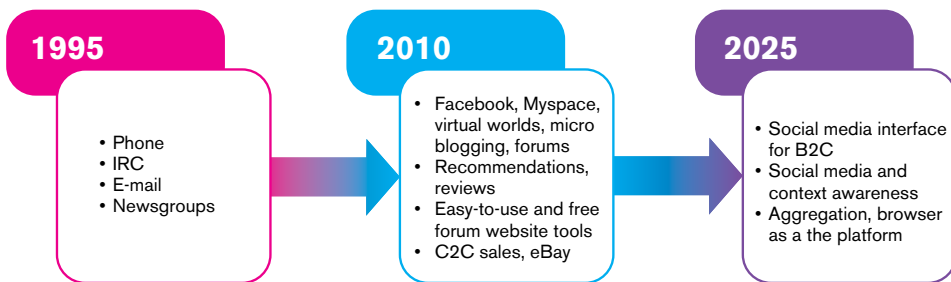 1995
• Phone
• IRC
• E-mail
• Newsgroups
2010
• Facebook, Myspace,
virtual worlds, micro
blogging, forums
• Recommendations,
reviews
• Easy-to-use and free
forum website tools
• C2C sales, eBay
2025
• Social media interface
for B2C
• Social media and
context awareness
• Aggregation, browser
as a the platform